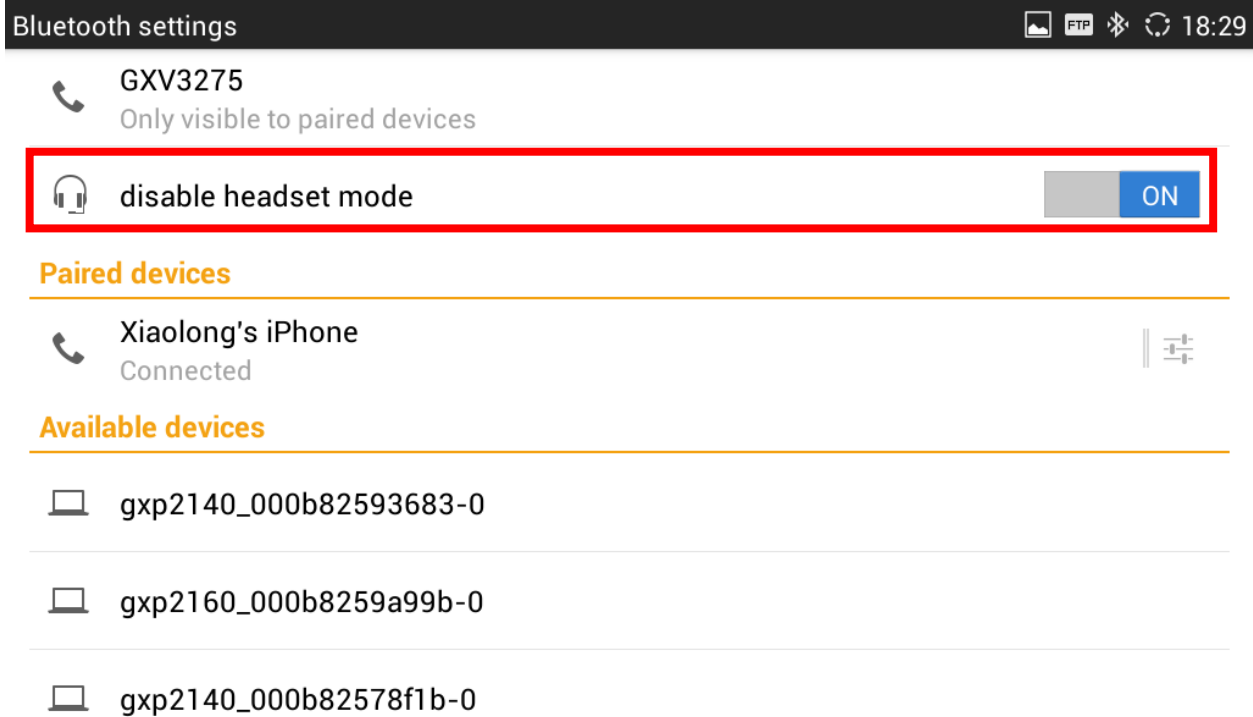 Bluetooth settings FTP 18:29
GXV3275
Only visible to paired devices
disable headset mode ON
Paired devices
Xiaolong's iPhone
Connected
Available devices
gxp2140_000b82593683-0
gxp2160_000b8259a99b-0
gxp2140_000b82578f1b-0